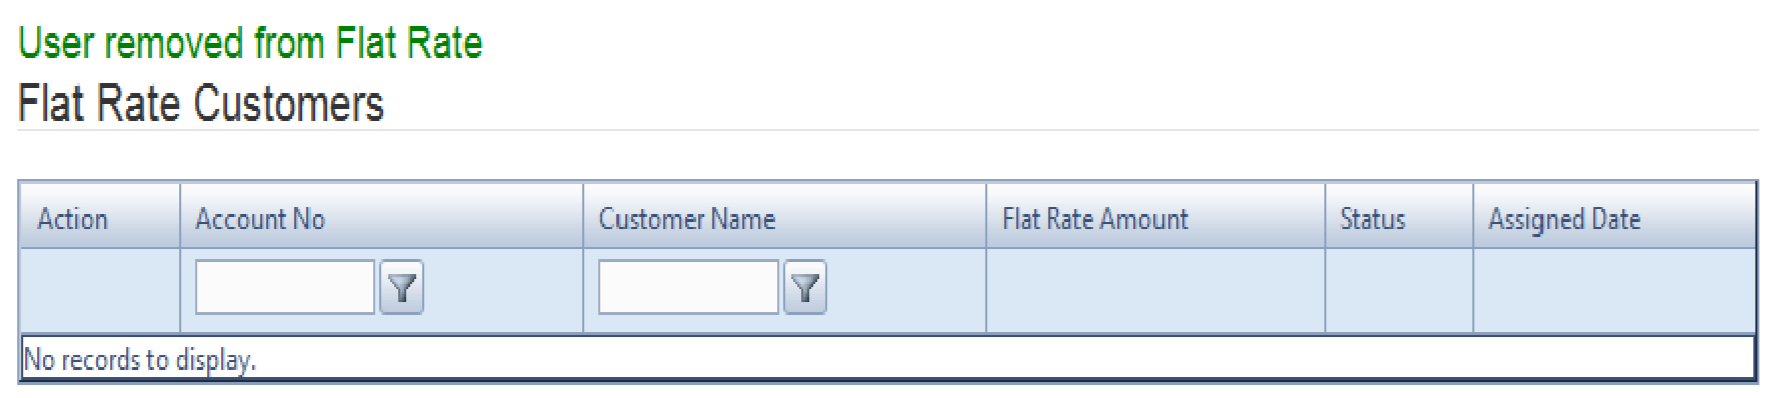 User removed from Flat Rate
Flat Rate Customers
Action Account No Customer Name Flat Rate Amount Status Assigned Date
No records to display.